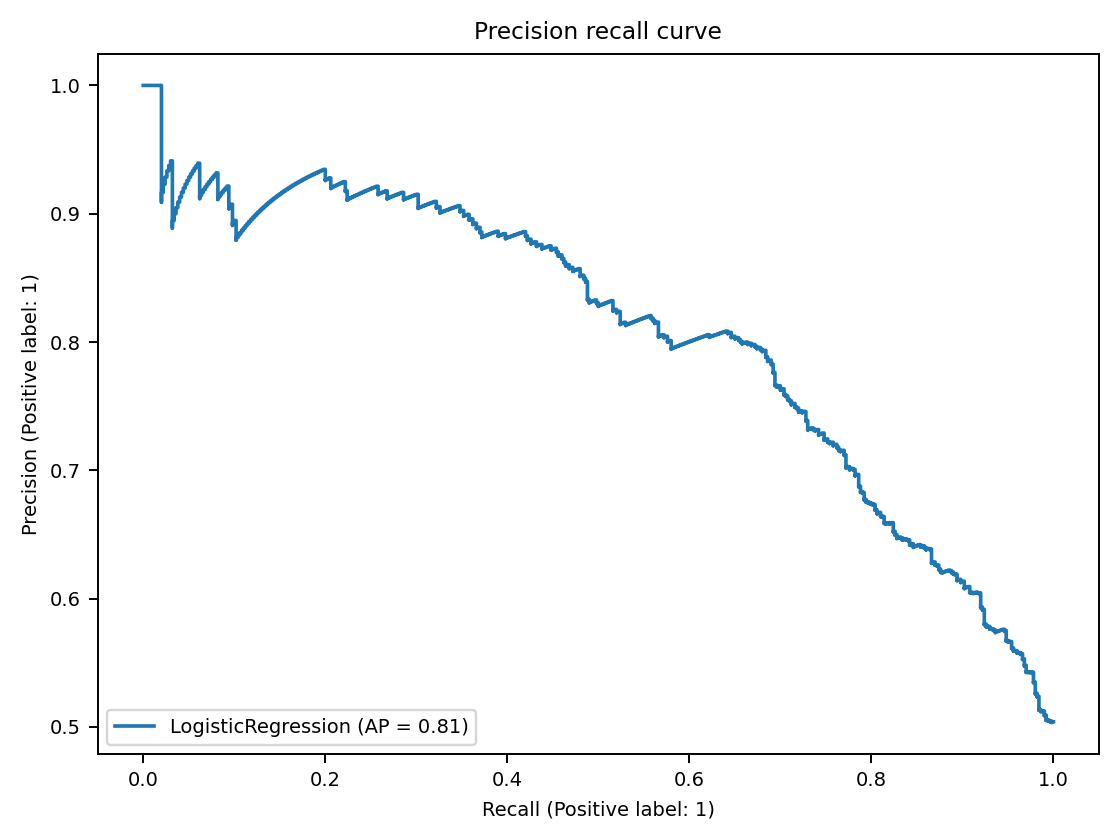 Precision recall curve
1.0
0.9
0.8
0.7
0.6
0.5
Precision (Positive label: 1)
LogisticRegression (AP = 0.81)
0.0 0.2 0.4 0.6 0.8 1.0
Recall (Positive label: 1)